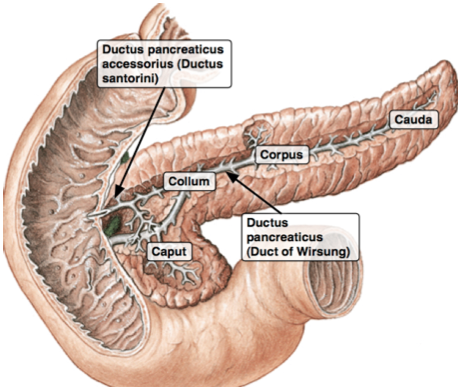 Ductus pancreaticus
accessorius (Ductus
santorini)
Cauda
Corpus
Collum
Ductus
pancreaticus
(Duct of Wirsung)
Caput